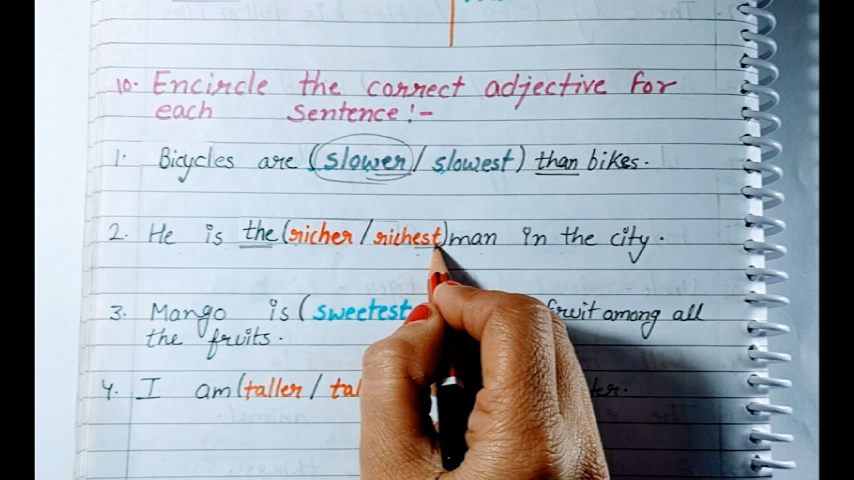 10. Encircle the correct adjective for
each sentence :-
1. Bicycles are (slower / slowest) than bikes.
2. He is the (richer / richest) man in the city.
3. Mango is (sweetest fruit among all
the fruits.
4. I am (taller /